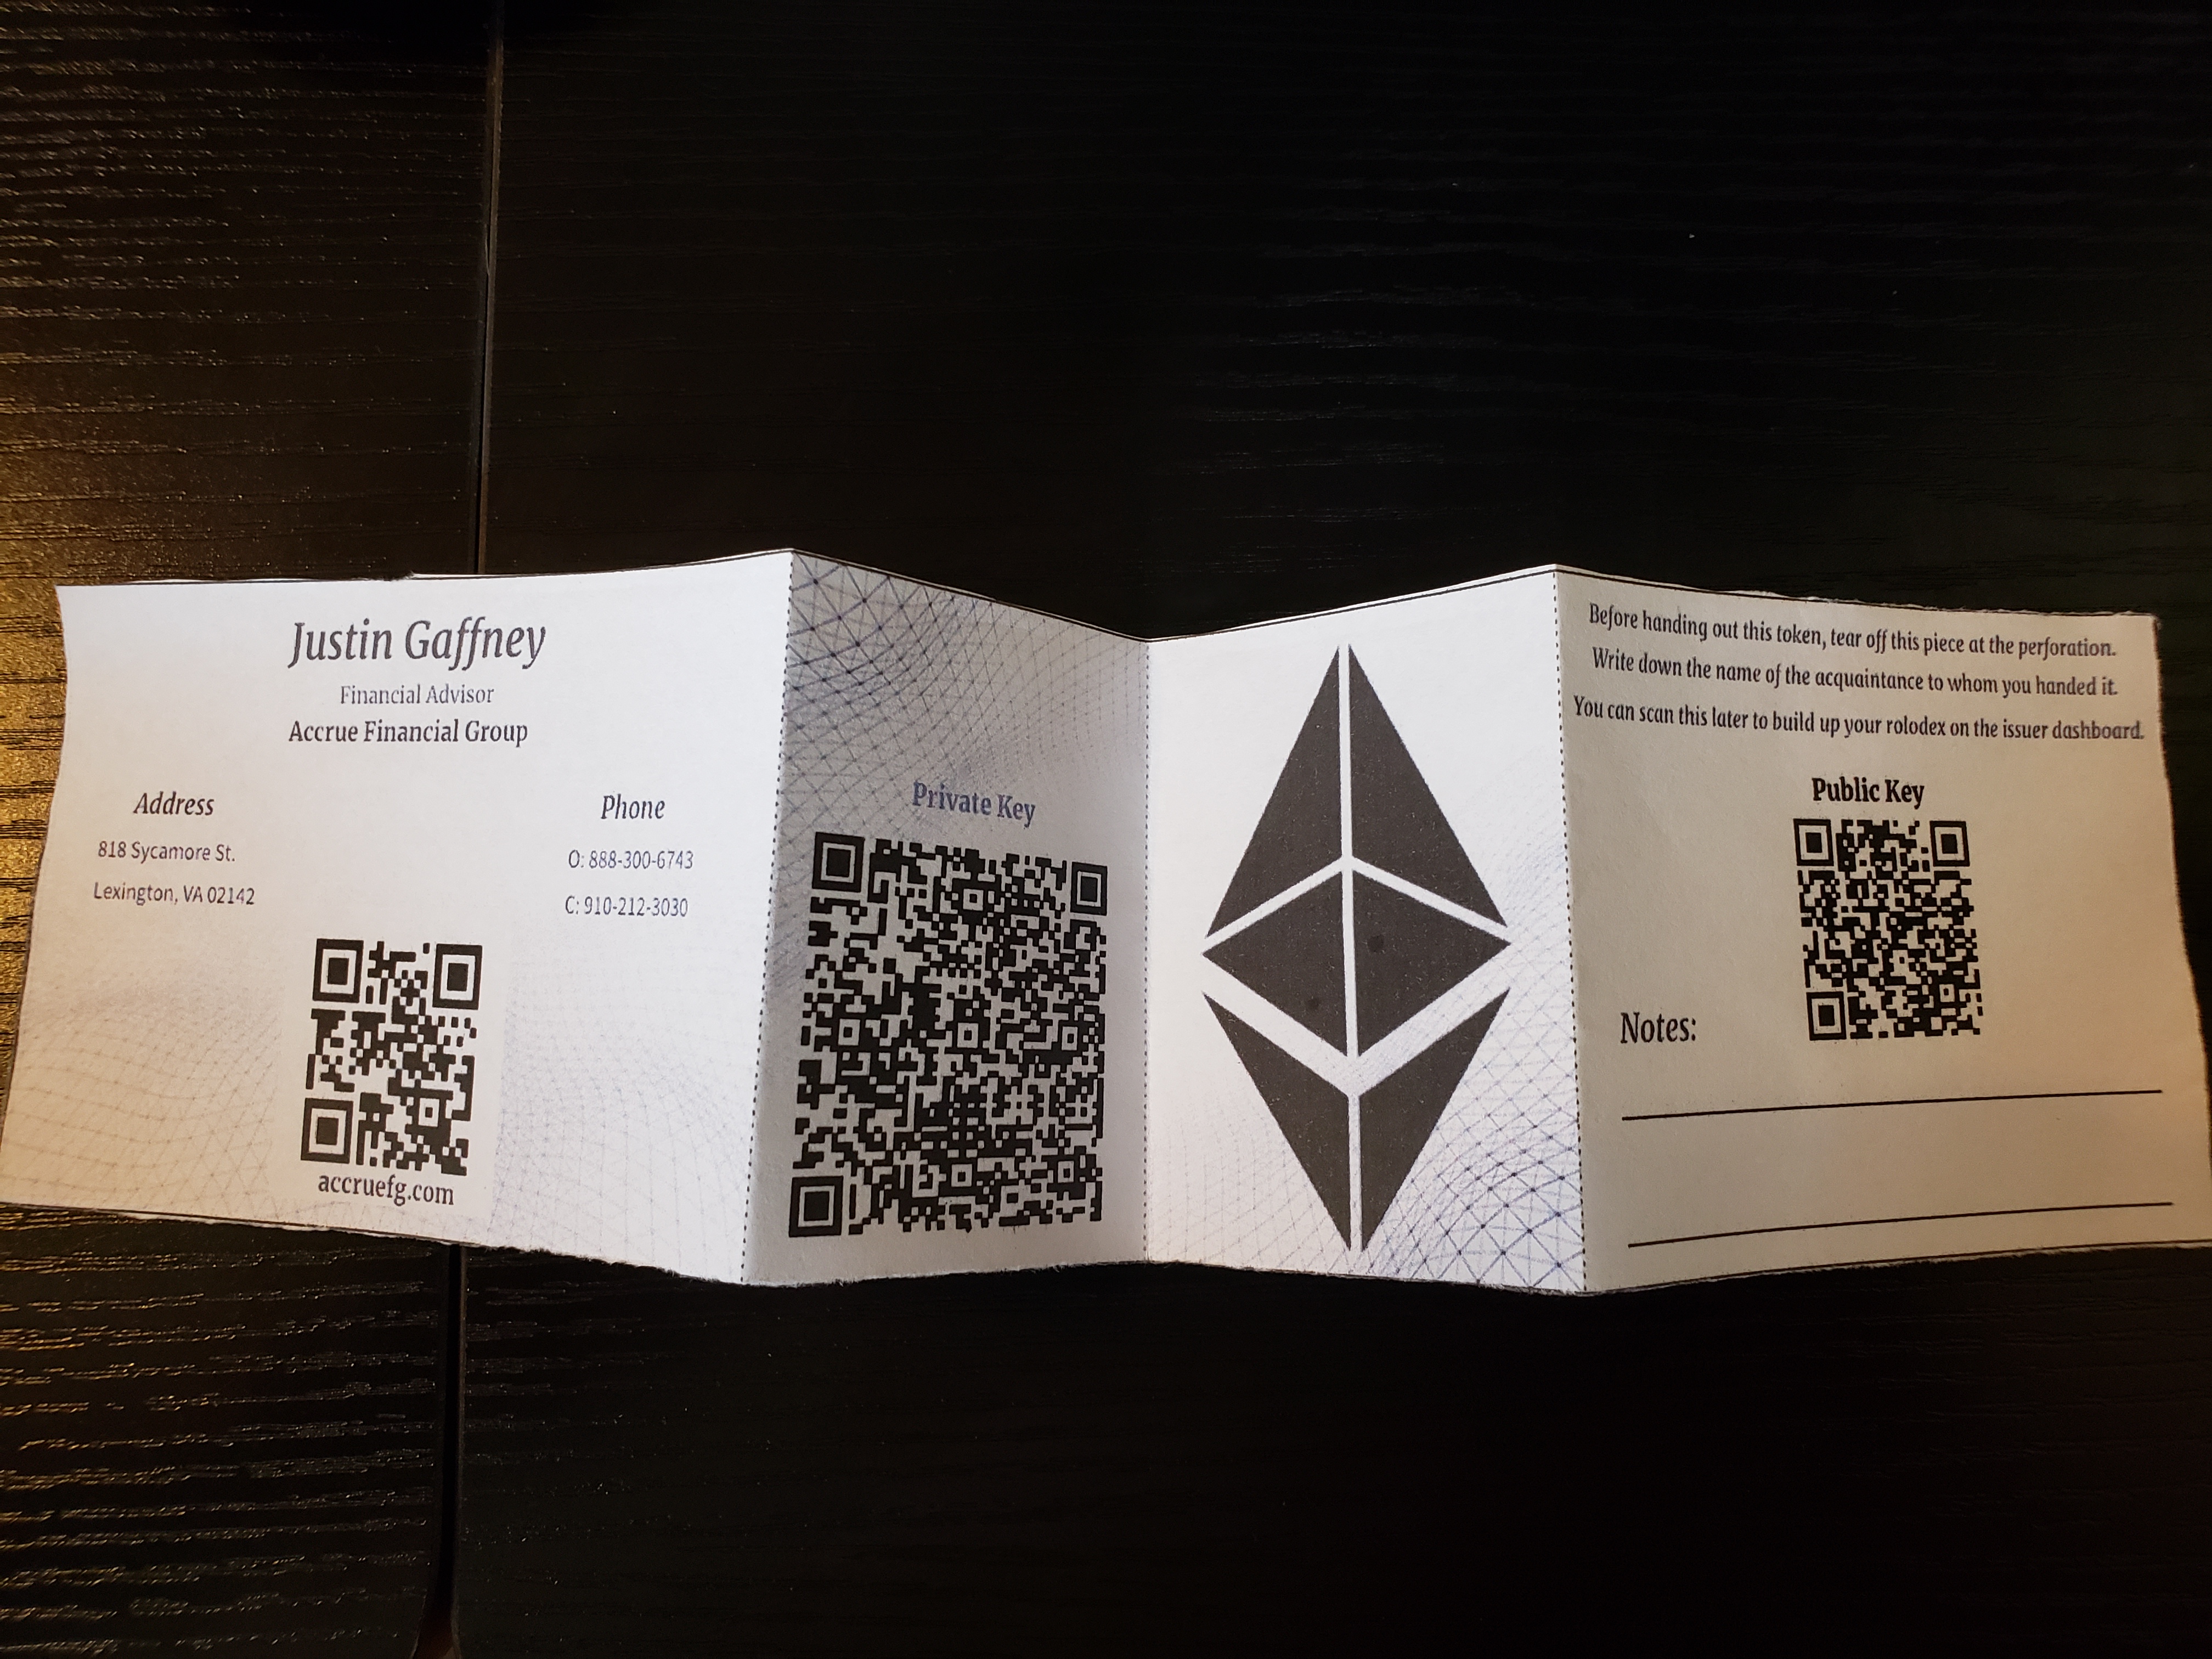 Justin Gaffney
Financial Advisor
Accrue Financial Group
Address
818 Sycamore St.
Lexington, VA 02142
Phone
O: 888-300-6743
C: 910-212-3030
accruefg.com
Private Key
Before handing out this token, tear off this piece at the perforation.
Write down the name of the acquaintance to whom you handed it.
You can scan this later to build up your rolodex on the issuer dashboard.
Public Key
Notes: